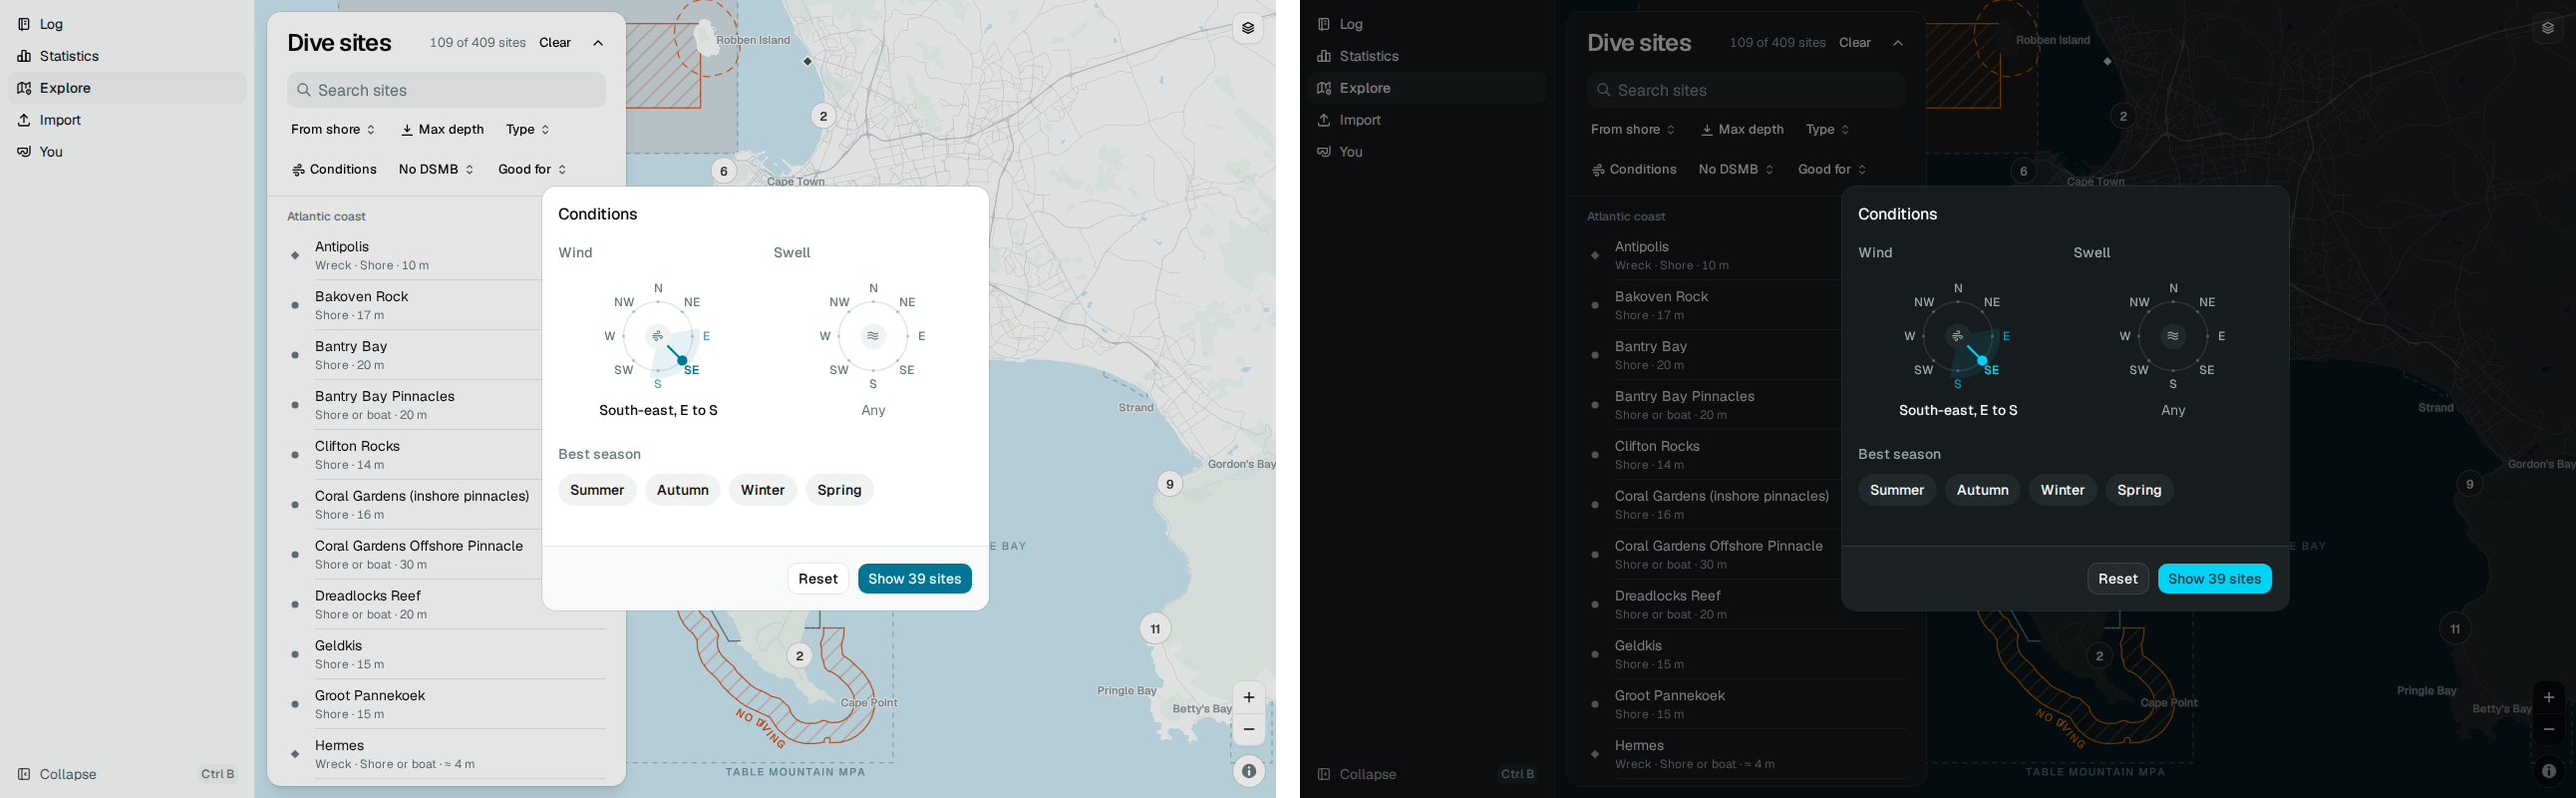 Log
Statistics
Explore
Import
You
Collapse
Ctrl B
Dive sites
109 of 409 sites
Clear
Search sites
From shore
Max depth
Type
Conditions
No DSMB
Good for
Atlantic coast
Antipolis
Wreck · Shore · 10 m
Bakoven Rock
Shore · 17 m
Bantry Bay
Shore · 20 m
Bantry Bay Pinnacles
Shore or boat · 20 m
Clifton Rocks
Shore · 14 m
Coral Gardens (inshore pinnacles)
Shore · 16 m
Coral Gardens Offshore Pinnacle
Shore or boat · 30 m
Dreadlocks Reef
Shore or boat · 20 m
Geldkis
Shore · 15 m
Groot Pannekoek
Shore · 15 m
Hermes
Wreck · Shore or boat · ≈ 4 m
Robben Island
2
6
Cape Town
Conditions
Wind
Swell
N
NW NE
W E
SW SE
S
South-east, E to S
N
NW NE
W E
SW SE
S
Any
Best season
Summer
Autumn
Winter
Spring
Reset
Show 39 sites
Strand
Gordon's Bay
9
E BAY
11
2
Pringle Bay
Cape Point
Betty's Bay
NO DIVING
TABLE MOUNTAIN MPA
Log
Statistics
Explore
Import
You
Collapse
Ctrl B
Dive sites
109 of 409 sites
Clear
Search sites
From shore
Max depth
Type
Conditions
No DSMB
Good for
Atlantic coast
Antipolis
Wreck · Shore · 10 m
Bakoven Rock
Shore · 17 m
Bantry Bay
Shore · 20 m
Bantry Bay Pinnacles
Shore or boat · 20 m
Clifton Rocks
Shore · 14 m
Coral Gardens (inshore pinnacles)
Shore · 16 m
Coral Gardens Offshore Pinnacle
Shore or boat · 30 m
Dreadlocks Reef
Shore or boat · 20 m
Geldkis
Shore · 15 m
Groot Pannekoek
Shore · 15 m
Hermes
Wreck · Shore or boat · ≈ 4 m
Robben Island
2
6
Cape Town
Conditions
Wind
Swell
N
NW NE
W E
SW SE
S
South-east, E to S
N
NW NE
W E
SW SE
S
Any
Best season
Summer
Autumn
Winter
Spring
Reset
Show 39 sites
Strand
Gordon's Bay
9
E BAY
11
2
Pringle Bay
Cape Point
Betty's Bay
NO DIVING
TABLE MOUNTAIN MPA